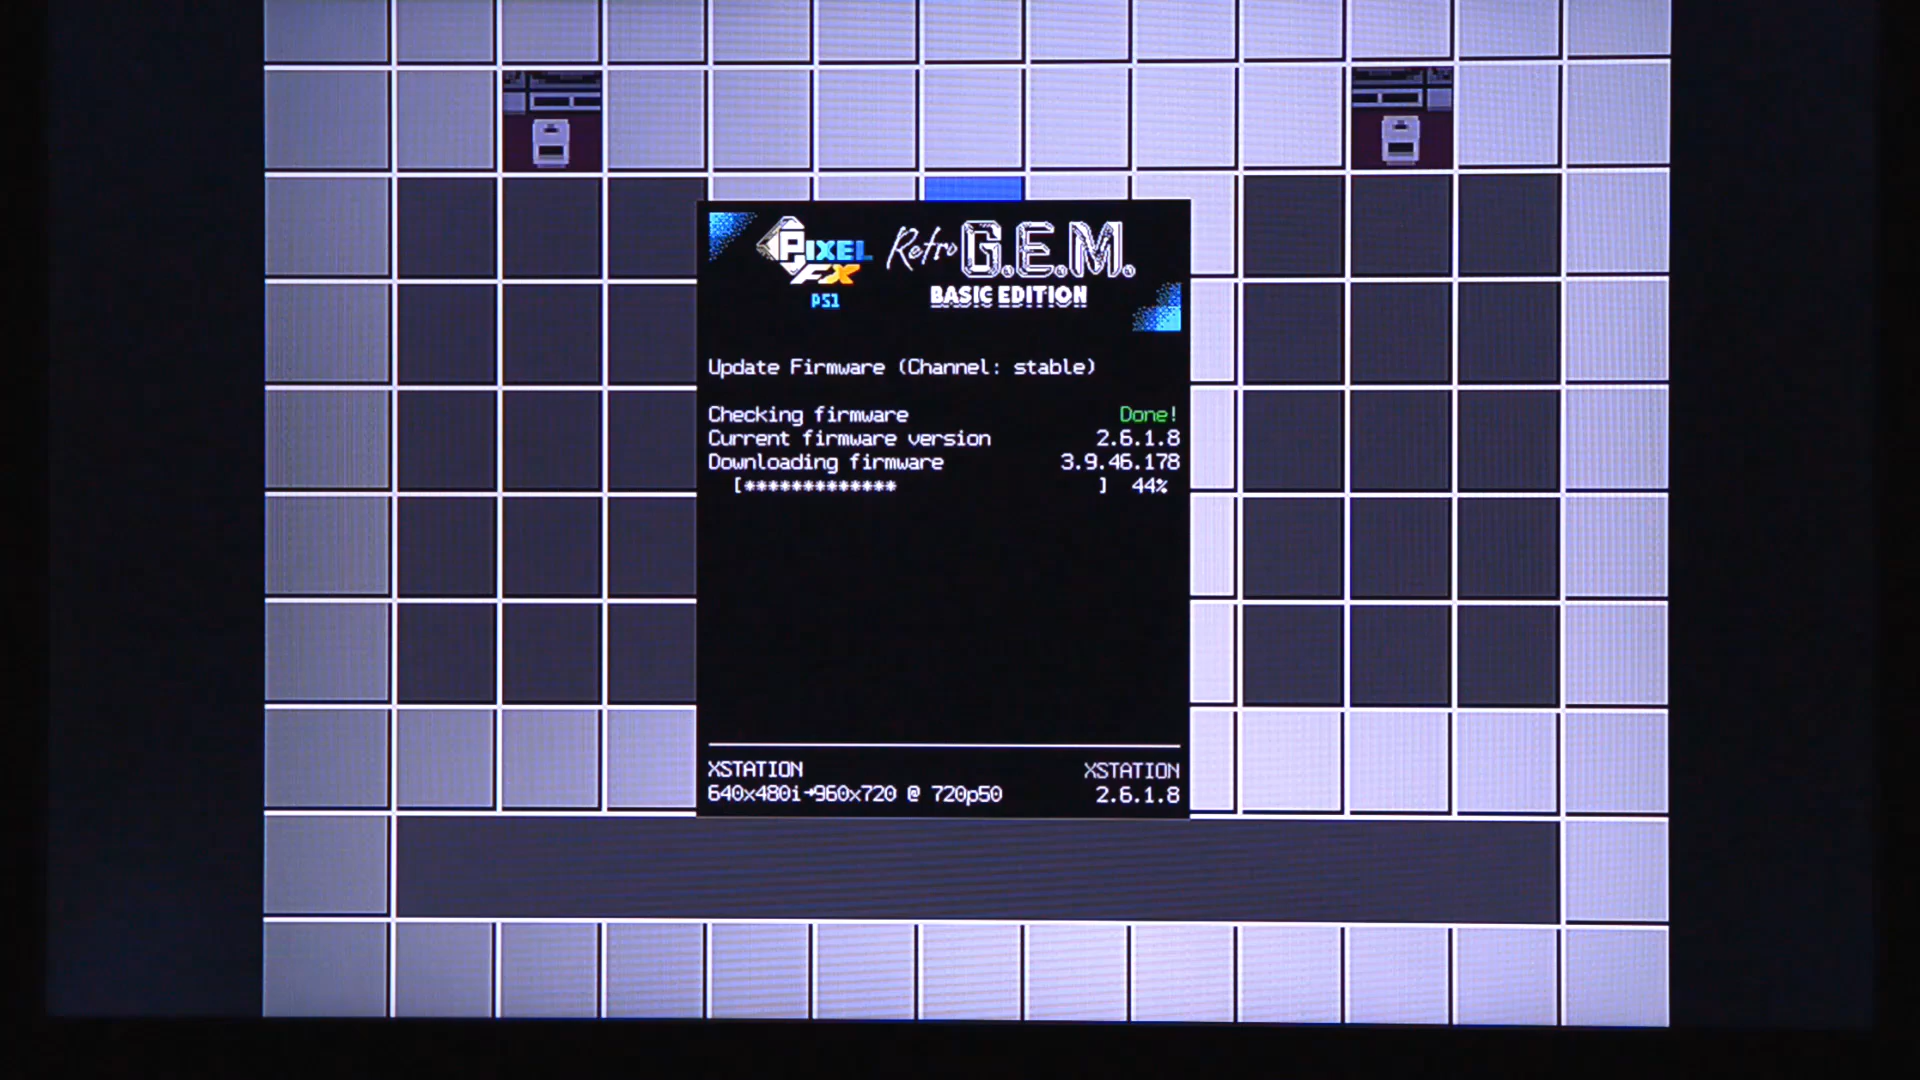 PIXEL FX PS1
Retro G.E.M.
BASIC EDITION
Update Firmware (Channel: stable)
Checking firmware Done!
Current firmware version 2.6.1.8
Downloading firmware 3.9.46.178
[************* ] 44%
XSTATION XSTATION
640x480i→960x720 @ 720p50 2.6.1.8